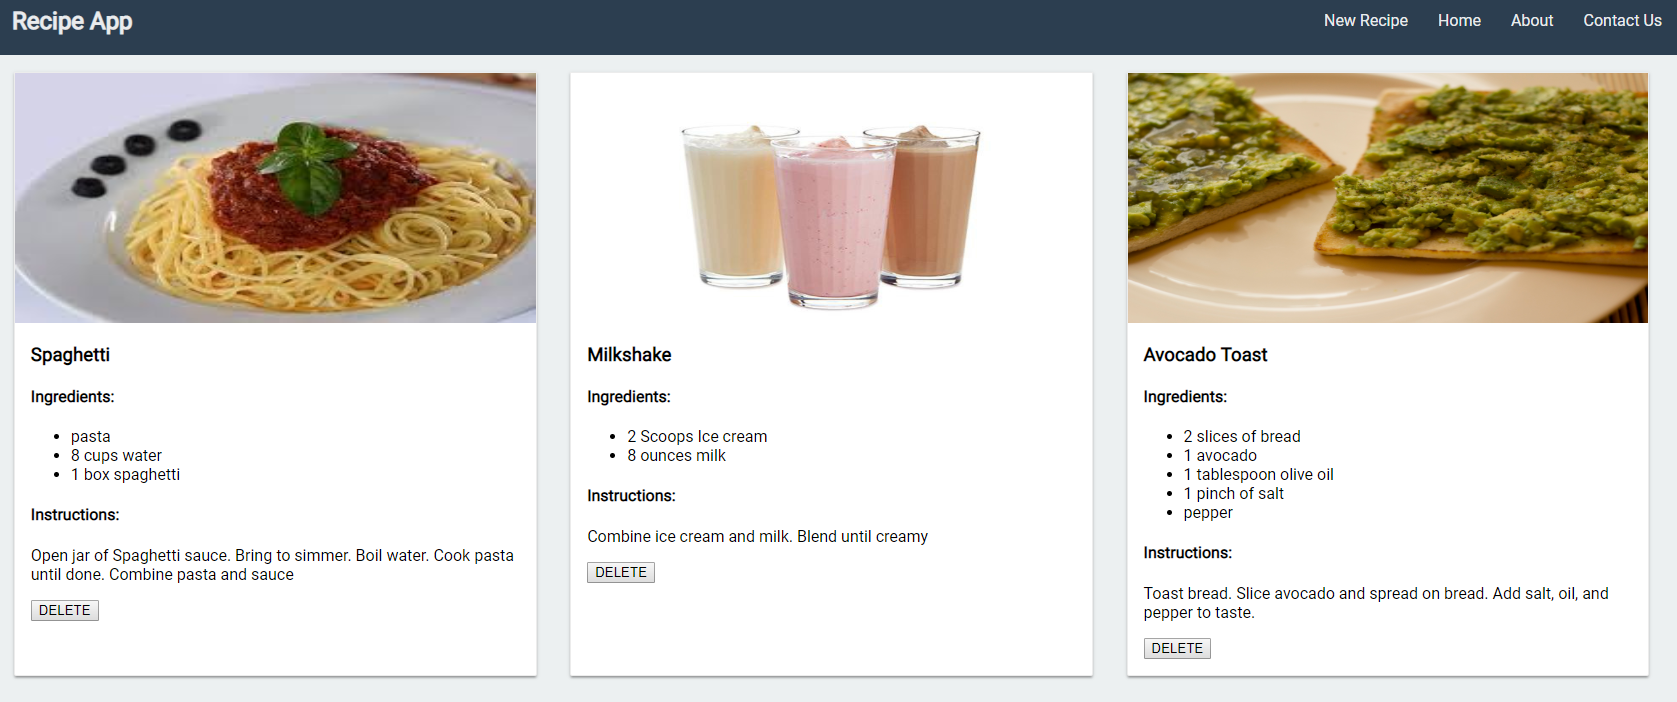 Recipe App
New Recipe
Home
About
Contact Us
Spaghetti
Ingredients:
pasta
8 cups water
1 box spaghetti
Instructions:
Open jar of Spaghetti sauce. Bring to simmer. Boil water. Cook pasta
until done. Combine pasta and sauce
DELETE
Milkshake
Ingredients:
2 Scoops Ice cream
8 ounces milk
Instructions:
Combine ice cream and milk. Blend until creamy
DELETE
Avocado Toast
Ingredients:
2 slices of bread
1 avocado
1 tablespoon olive oil
1 pinch of salt
pepper
Instructions:
Toast bread. Slice avocado and spread on bread. Add salt, oil, and
pepper to taste.
DELETE